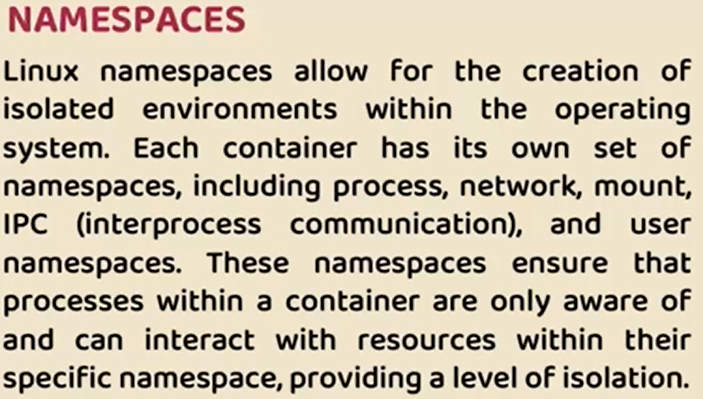 NAMESPACES
Linux namespaces allow for the creation of
isolated environments within the operating
system. Each container has its own set of
namespaces, including process, network, mount,
IPC (interprocess communication), and user
namespaces. These namespaces ensure that
processes within a container are only aware of
and can interact with resources within their
specific namespace, providing a level of isolation.